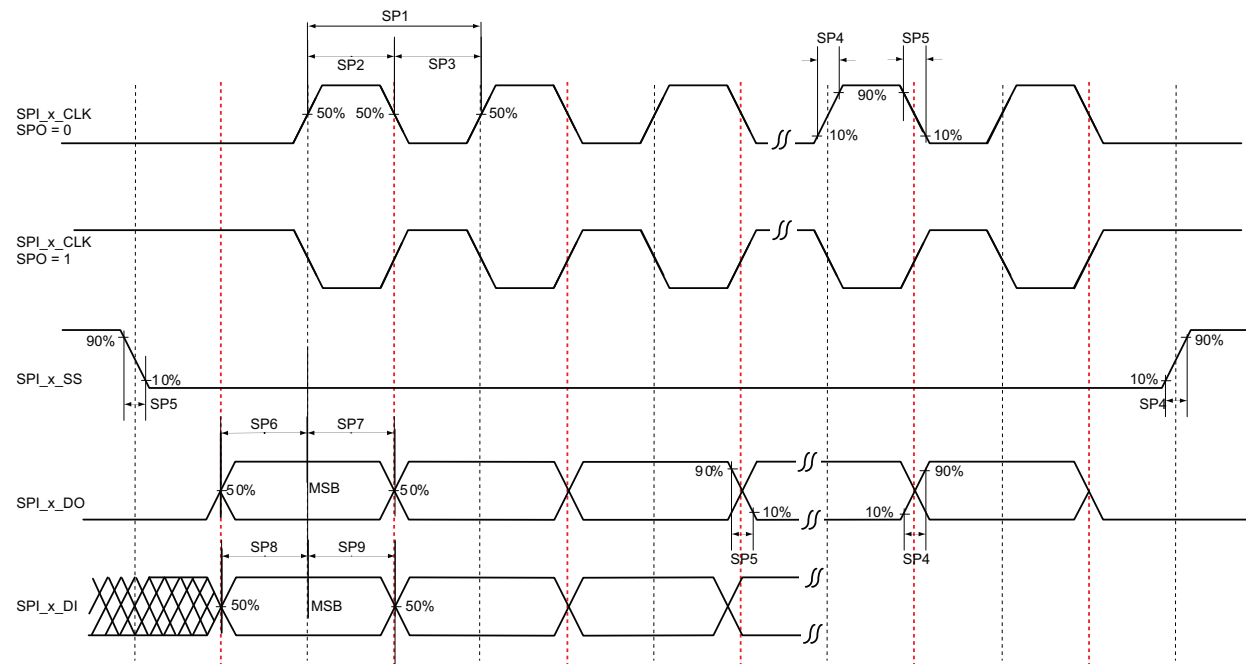 SP1
SP4
SP5
SP2
SP3
SPI_x_CLK
SPO = 0
50%
50%
50%
90%
10%
10%
SPI_x_CLK
SPO = 1
90%
90%
SPI_x_SS
10%
10%
SP5
SP4
SP6
SP7
90%
90%
SPI_x_DO
50%
MSB
50%
10%
10%
SP5
SP4
SP8
SP9
SPI_x_DI
50%
MSB
50%